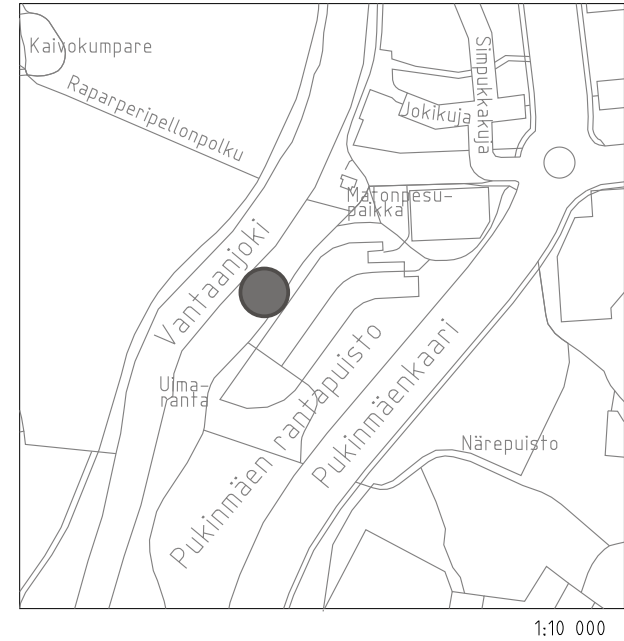 Kaivokumpare
Raparperipellonpolku
Simpukkakuja
Jokikuja
Matonpesu-
paikka
Vantaanjoki
Uima-
ranta
Pukinmäen rantapuisto
Pukinmäenkaari
Närepuisto
1:10 000